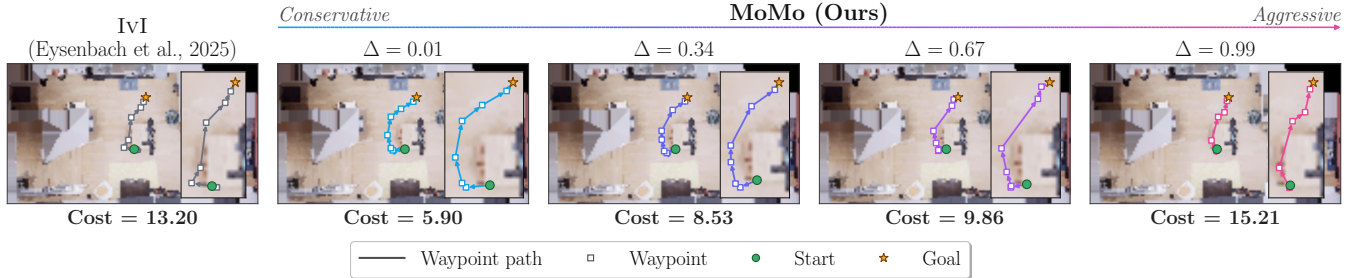 Conservative MoMo (Ours) Aggressive
IvI
(Eysenbach et al., 2025)
Δ = 0.01 Δ = 0.34 Δ = 0.67 Δ = 0.99
Cost = 13.20 Cost = 5.90 Cost = 8.53 Cost = 9.86 Cost = 15.21
Waypoint path Waypoint Start Goal